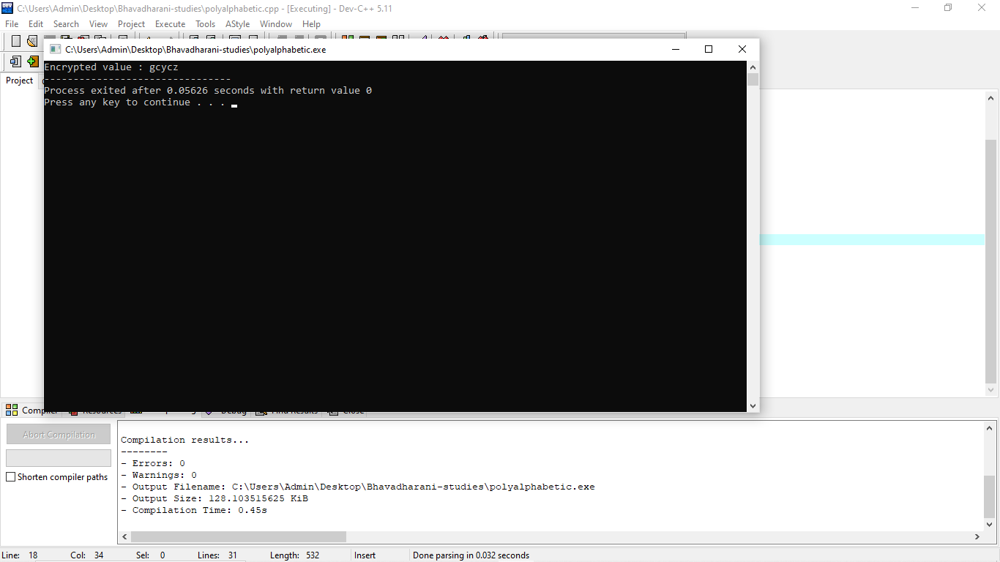 C:\Users\Admin\Desktop\Bhavadharani-studies\polyalphabetic.cpp - [Executing] - Dev-C++ 5.11
File Edit Search View Project Execute Tools AStyle Window Help
C:\Users\Admin\Desktop\Bhavadharani-studies\polyalphabetic.exe
Project
Encrypted value : gcycz
--------------------------------
Process exited after 0.05626 seconds with return value 0
Press any key to continue . . .
Compiler Resources Debug Find Results Close
Abort Compilation
Shorten compiler paths
Compilation results...
--------
- Errors: 0
- Warnings: 0
- Output Filename: C:\Users\Admin\Desktop\Bhavadharani-studies\polyalphabetic.exe
- Output Size: 128.103515625 KiB
- Compilation Time: 0.45s
Line: 18 Col: 34 Sel: 0 Lines: 31 Length: 532 Insert Done parsing in 0.032 seconds